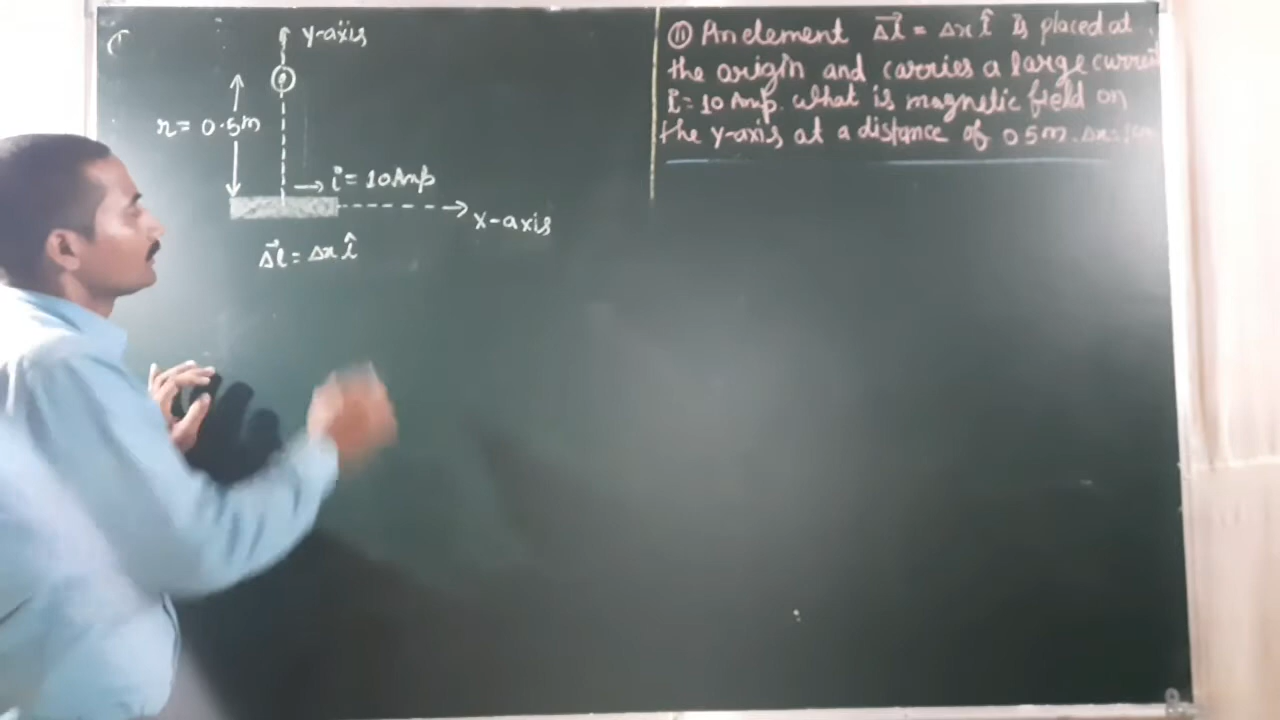 y-axis
r = 0.5m
i = 10 Amp
x-axis
Δl = Δx î
(ii) An element Δl = Δx î is placed at
the origin and carries a large current
i = 10 Amp. What is magnetic field on
the y-axis at a distance of 0.5m.